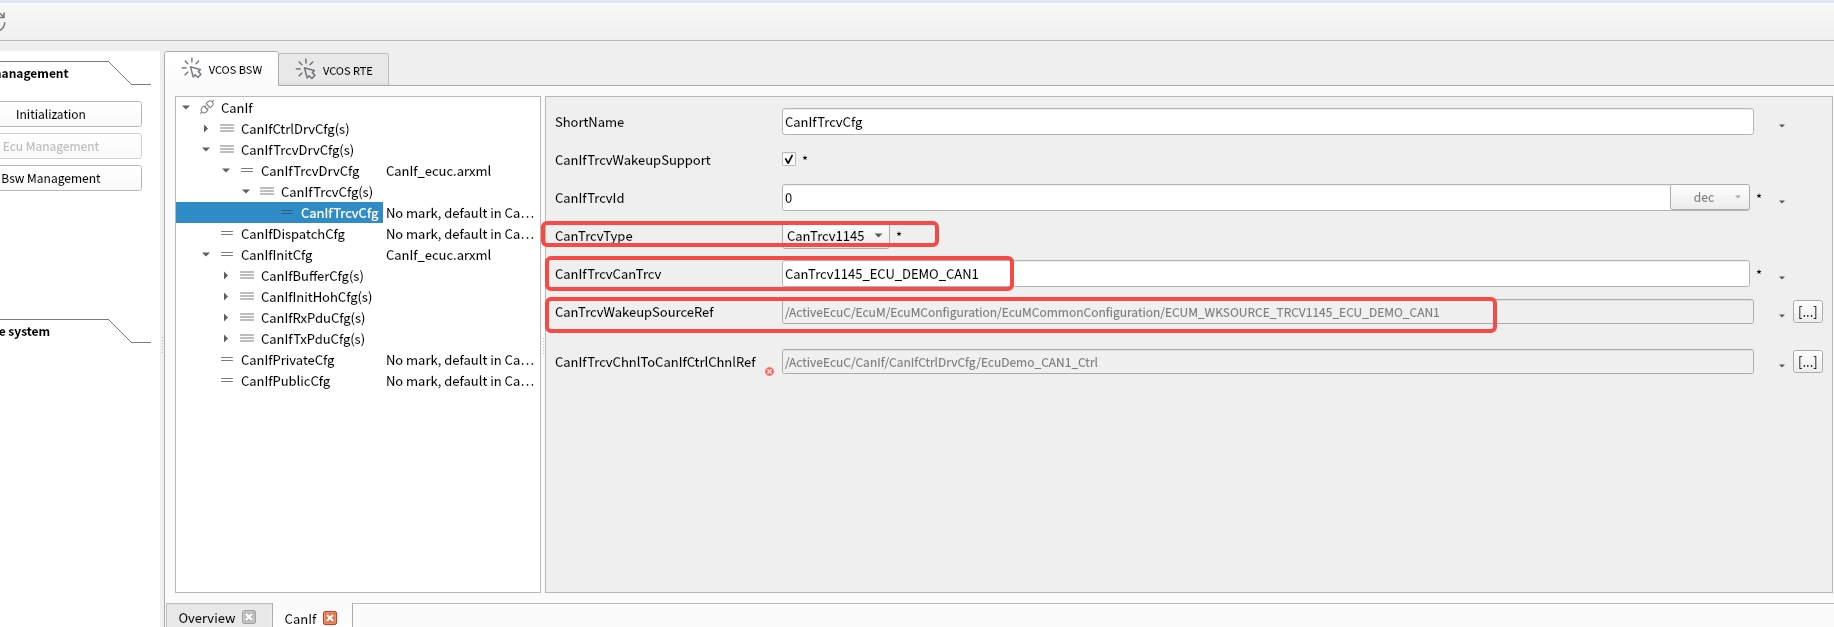 VCOS BSW
VCOS RTE
anagement
Initialization
Ecu Management
Bsw Management
e system
CanIf
CanIfCtrlDrvCfg(s)
CanIfTrcvDrvCfg(s)
CanIfTrcvDrvCfg CanIf_ecuc.arxml
CanIfTrcvCfg(s)
CanIfTrcvCfg No mark, default in Ca...
CanIfDispatchCfg No mark, default in Ca...
CanIfInitCfg CanIf_ecuc.arxml
CanIfBufferCfg(s)
CanIfInitHohCfg(s)
CanIfRxPduCfg(s)
CanIfTxPduCfg(s)
CanIfPrivateCfg No mark, default in Ca...
CanIfPublicCfg No mark, default in Ca...
ShortName CanIfTrcvCfg
CanIfTrcvWakeupSupport *
CanIfTrcvId 0 dec *
CanTrcvType CanTrcv1145 *
CanIfTrcvCanTrcv CanTrcv1145_ECU_DEMO_CAN1 *
CanTrcvWakeupSourceRef /ActiveEcuC/EcuM/EcuMConfiguration/EcuMCommonConfiguration/ECUM_WKSOURCE_TRCV1145_ECU_DEMO_CAN1 [...]
CanIfTrcvChnlToCanIfCtrlChnlRef /ActiveEcuC/CanIf/CanIfCtrlDrvCfg/EcuDemo_CAN1_Ctrl [...]
Overview CanIf